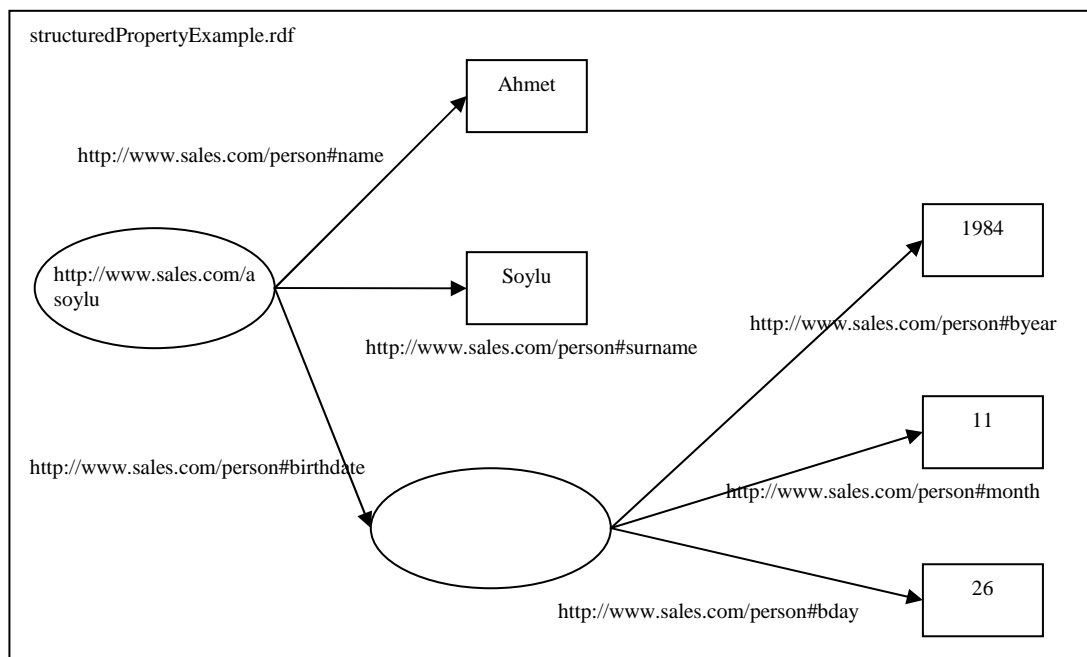 structuredPropertyExample.rdf
Ahmet
http://www.sales.com/person#name
1984
http://www.sales.com/a
soylu
Soylu
http://www.sales.com/person#byear
http://www.sales.com/person#surname
11
http://www.sales.com/person#birthdate
http://www.sales.com/person#month
26
http://www.sales.com/person#bday